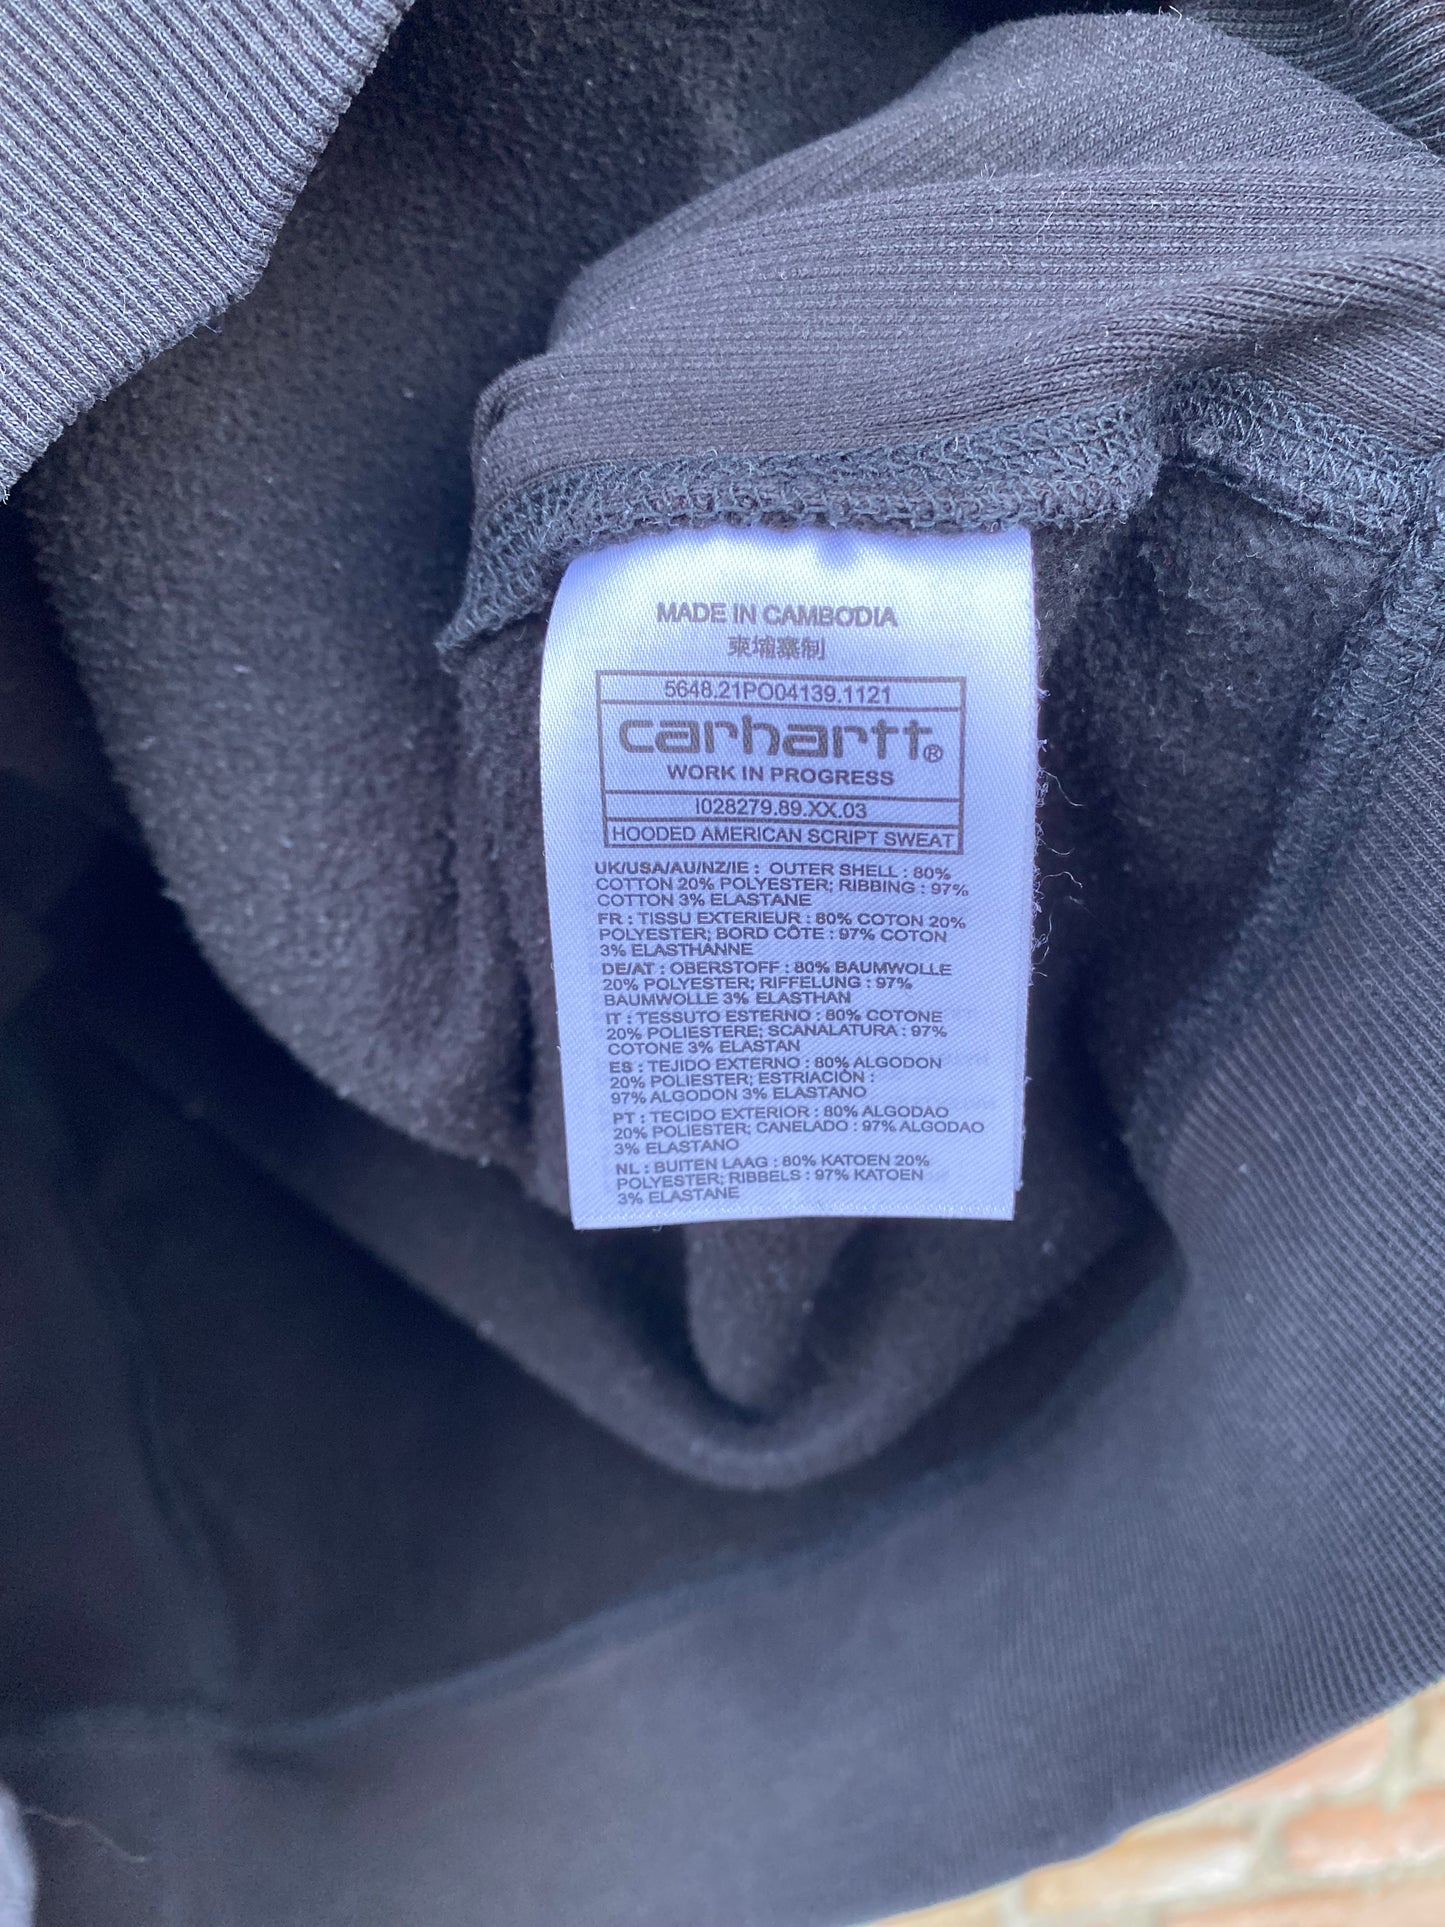 MADE IN CAMBODIA
柬埔寨制
5648.21PO04139.1121
carhartt®
WORK IN PROGRESS
I028279.89.XX.03
HOODED AMERICAN SCRIPT SWEAT
UK/USA/AU/NZ/IE : OUTER SHELL : 80%
COTTON 20% POLYESTER; RIBBING : 97%
COTTON 3% ELASTANE
FR : TISSU EXTERIEUR : 80% COTON 20%
POLYESTER; BORD CÔTE : 97% COTON
3% ELASTHANNE
DE/AT : OBERSTOFF : 80% BAUMWOLLE
20% POLYESTER; RIFFELUNG : 97%
BAUMWOLLE 3% ELASTHAN
IT : TESSUTO ESTERNO : 80% COTONE
20% POLIESTERE; SCANALATURA : 97%
COTONE 3% ELASTAN
ES : TEJIDO EXTERNO : 80% ALGODON
20% POLIESTER; ESTRIACIÓN :
97% ALGODON 3% ELASTANO
PT : TECIDO EXTERIOR : 80% ALGODAO
20% POLIESTER; CANELADO : 97% ALGODAO
3% ELASTANO
NL : BUITEN LAAG : 80% KATOEN 20%
POLYESTER; RIBBELS : 97% KATOEN
3% ELASTANE